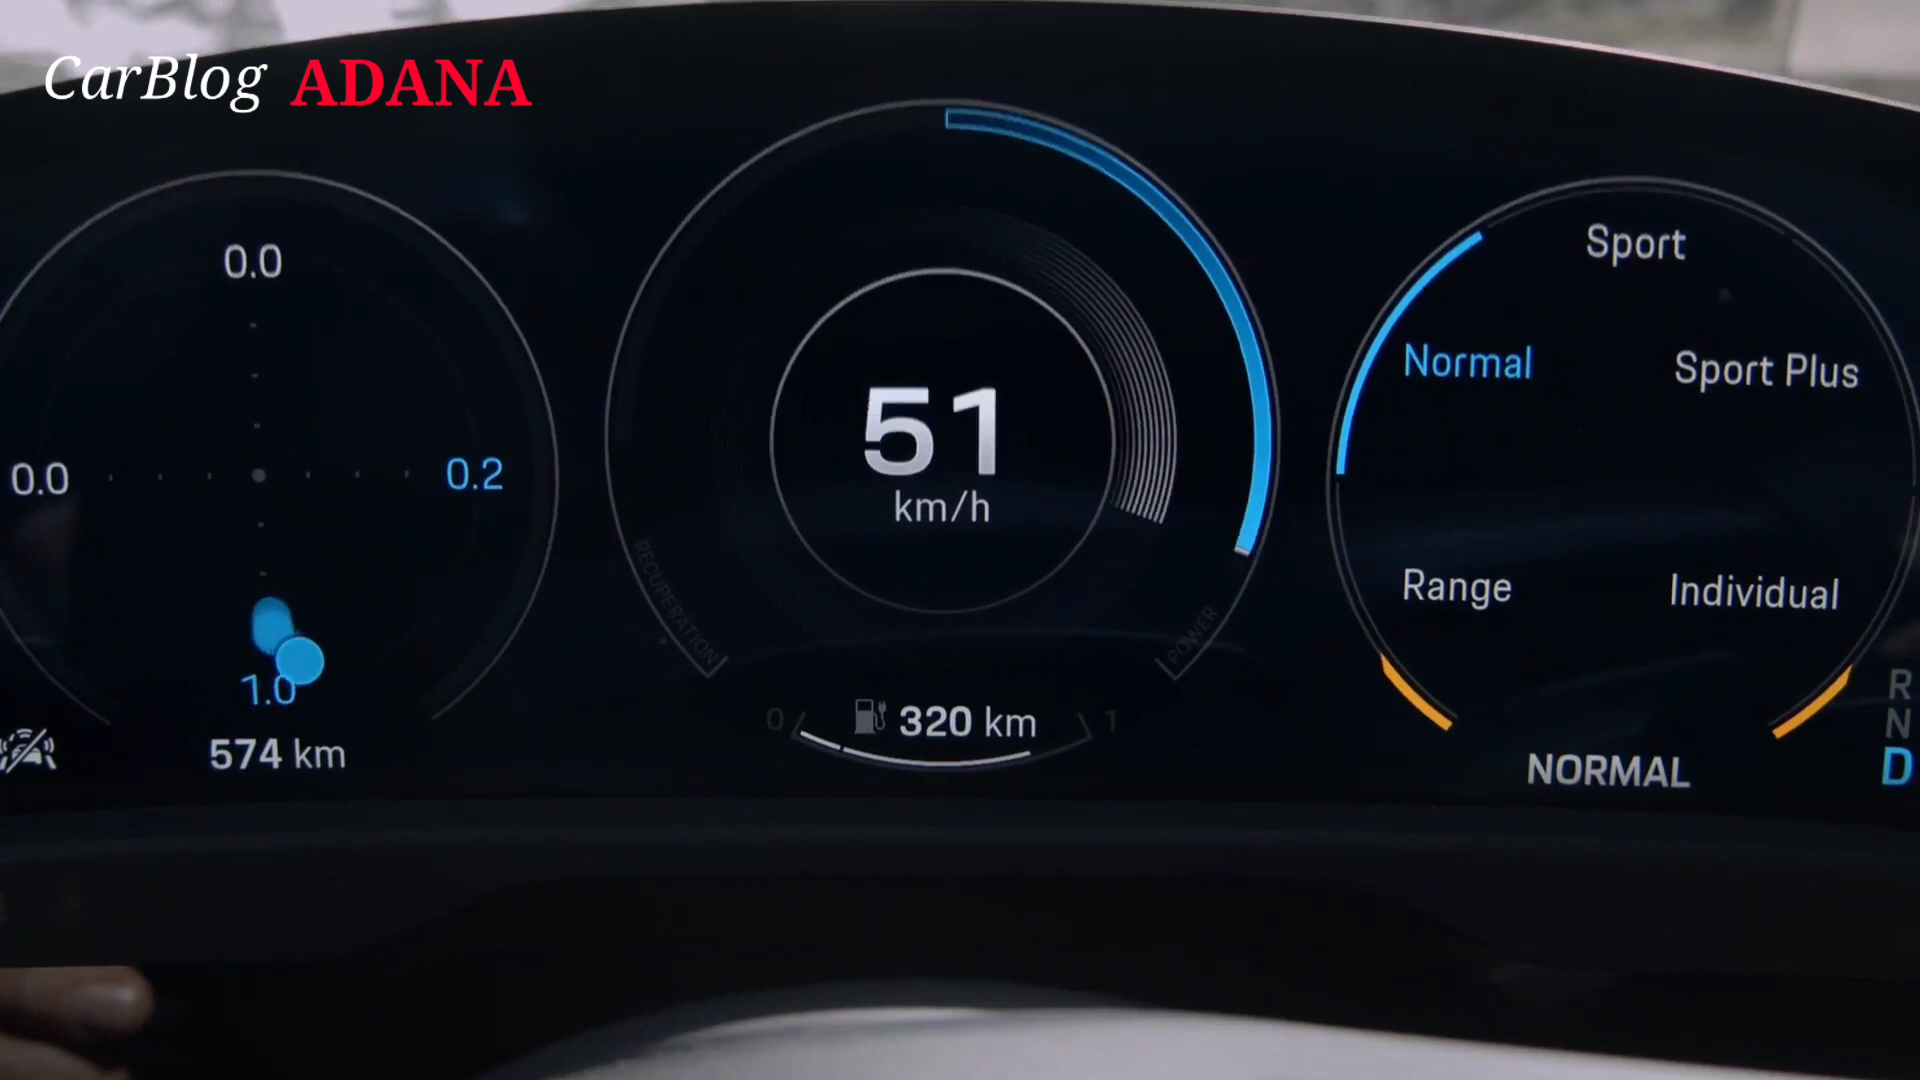 CarBlog ADANA
0.0
0.0
0.2
1.0
574 km
51
km/h
RECUPERATION
POWER
0
320 km
1
Sport
Normal
Sport Plus
Range
Individual
NORMAL
R
N
D